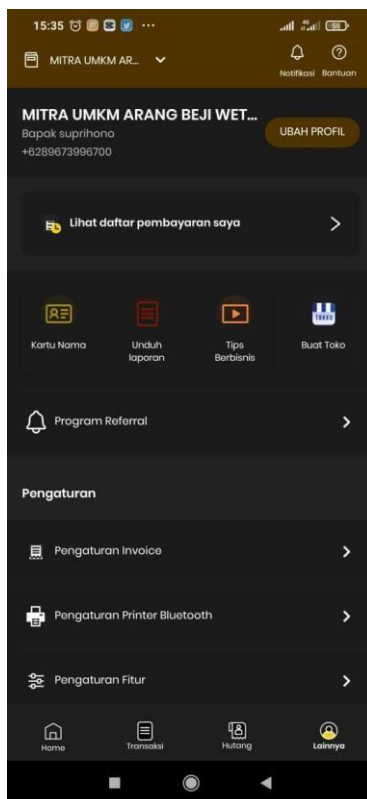 15:35
58
MITRA UMKM AR...
Notifikasi
Bantuan
MITRA UMKM ARANG BEJI WET...
Bapak suprihono
+6289673996700
UBAH PROFIL
Lihat daftar pembayaran saya
Kartu Nama
Unduh laporan
Tips Berbisnis
Buat Toko
Program Referral
Pengaturan
Pengaturan Invoice
Pengaturan Printer Bluetooth
Pengaturan Fitur
Home
Transaksi
Hutang
Lainnya